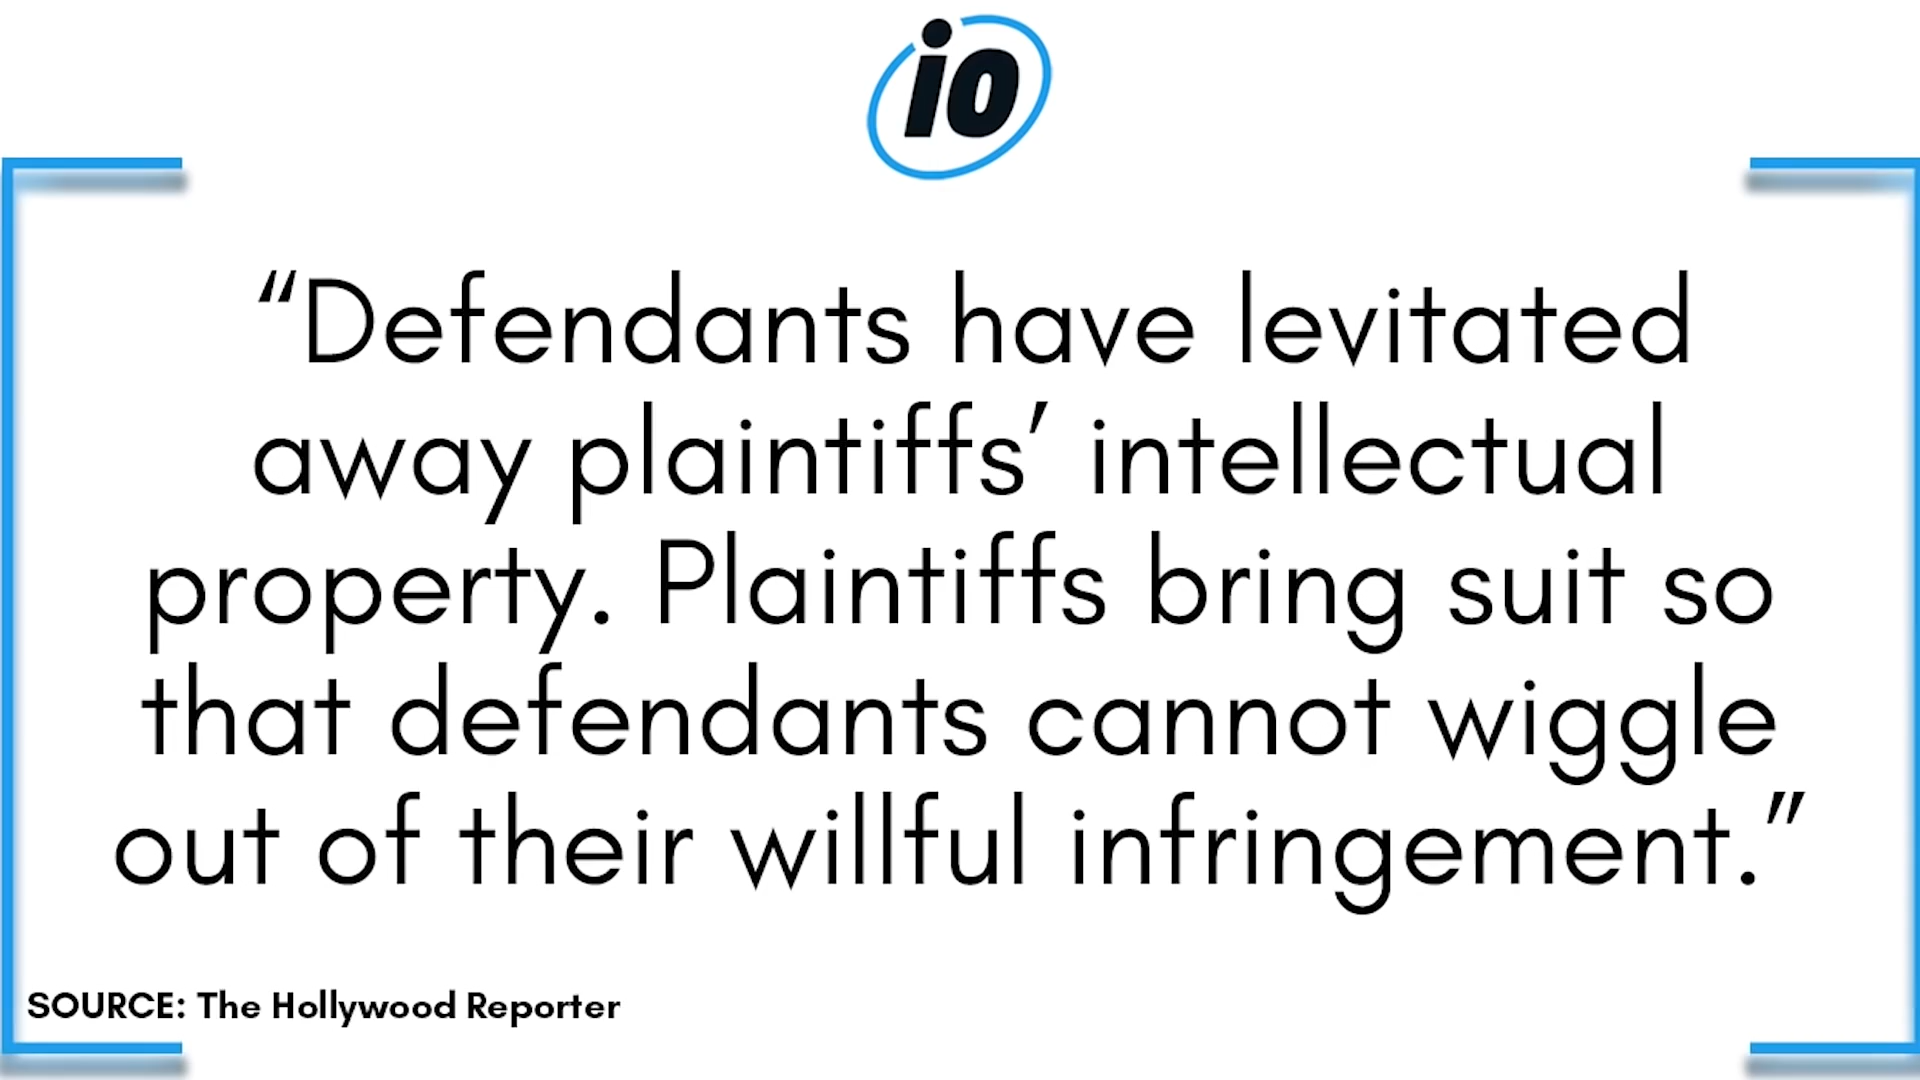 io
“Defendants have levitated
away plaintiffs’ intellectual
property. Plaintiffs bring suit so
that defendants cannot wiggle
out of their willful infringement.”
SOURCE: The Hollywood Reporter